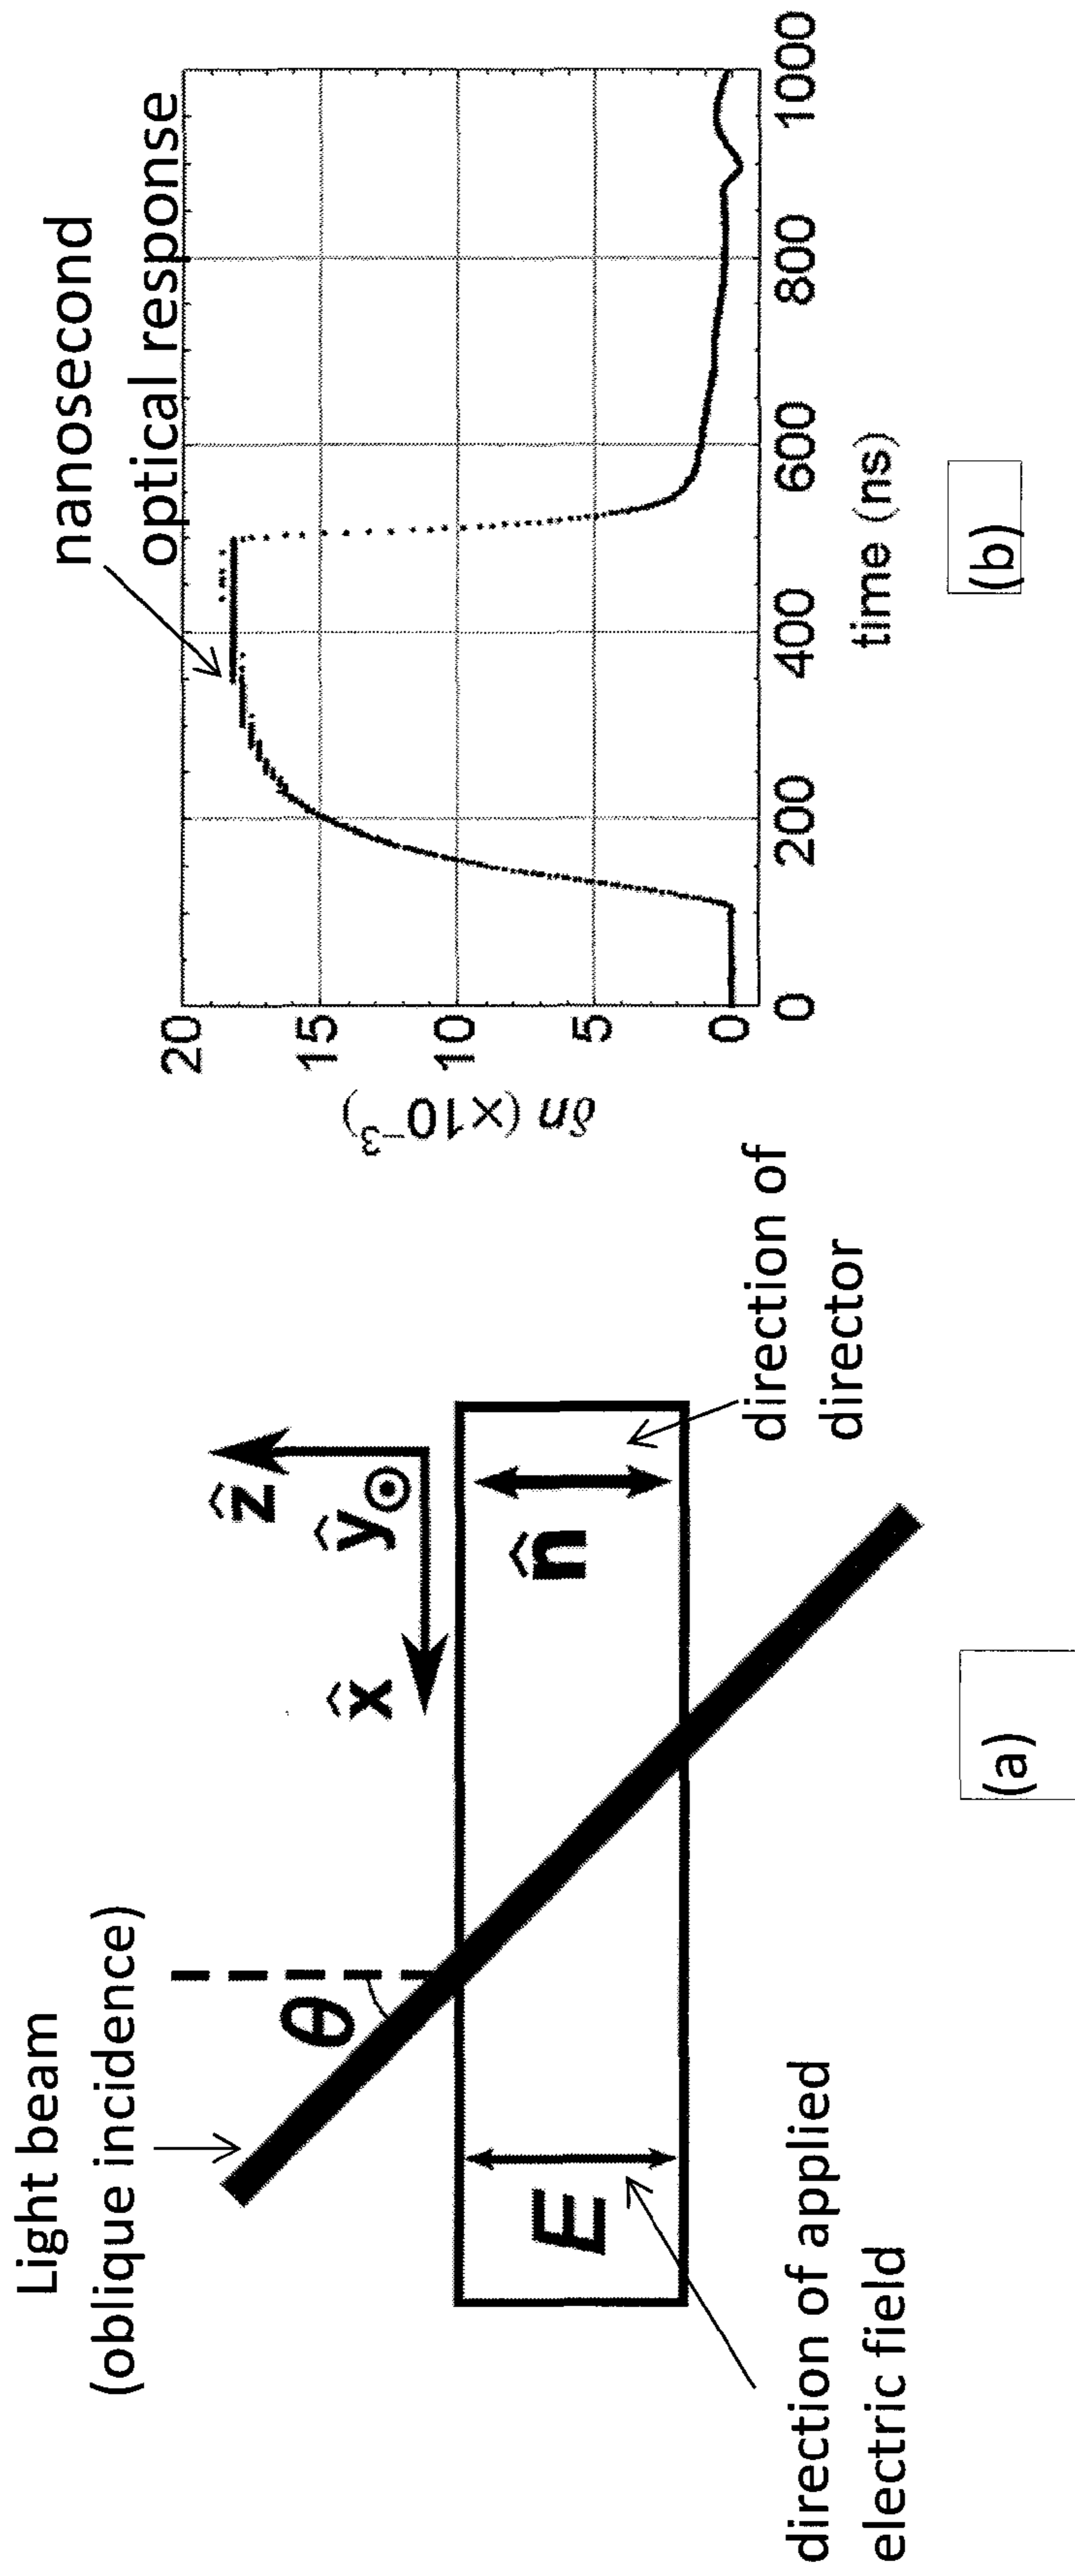 Light beam
(oblique incidence)
θ
ẑ
ŷ
x̂
E
n̂
direction of applied
electric field
direction of
director
(a)
nanosecond
optical response
δn (×10⁻³)
20
15
10
5
0
0 200 400 600 800 1000
time (ns)
(b)